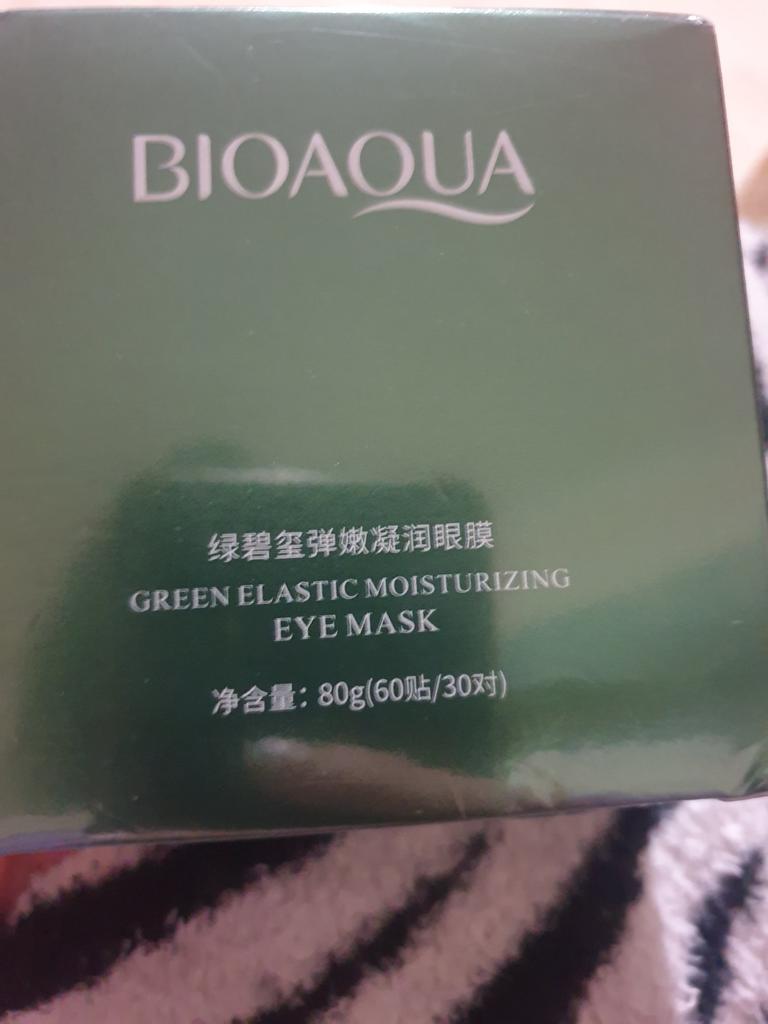 BIOAQUA
绿碧玺弹嫩凝润眼膜
GREEN ELASTIC MOISTURIZING
EYE MASK
净含量：80g(60贴/30对)